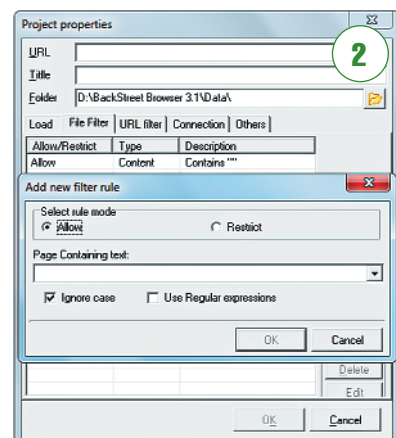 Project properties
2
URL
Title
Folder D:\BackStreet Browser 3.1\Data\
Load File Filter URL filter Connection Others
Allow/Restrict Type Description
Allow Content Contains ""
Add new filter rule
Select rule mode
Allow Restrict
Page Containing text:
Ignore case Use Regular expressions
OK Cancel
Delete
Edit
OK Cancel